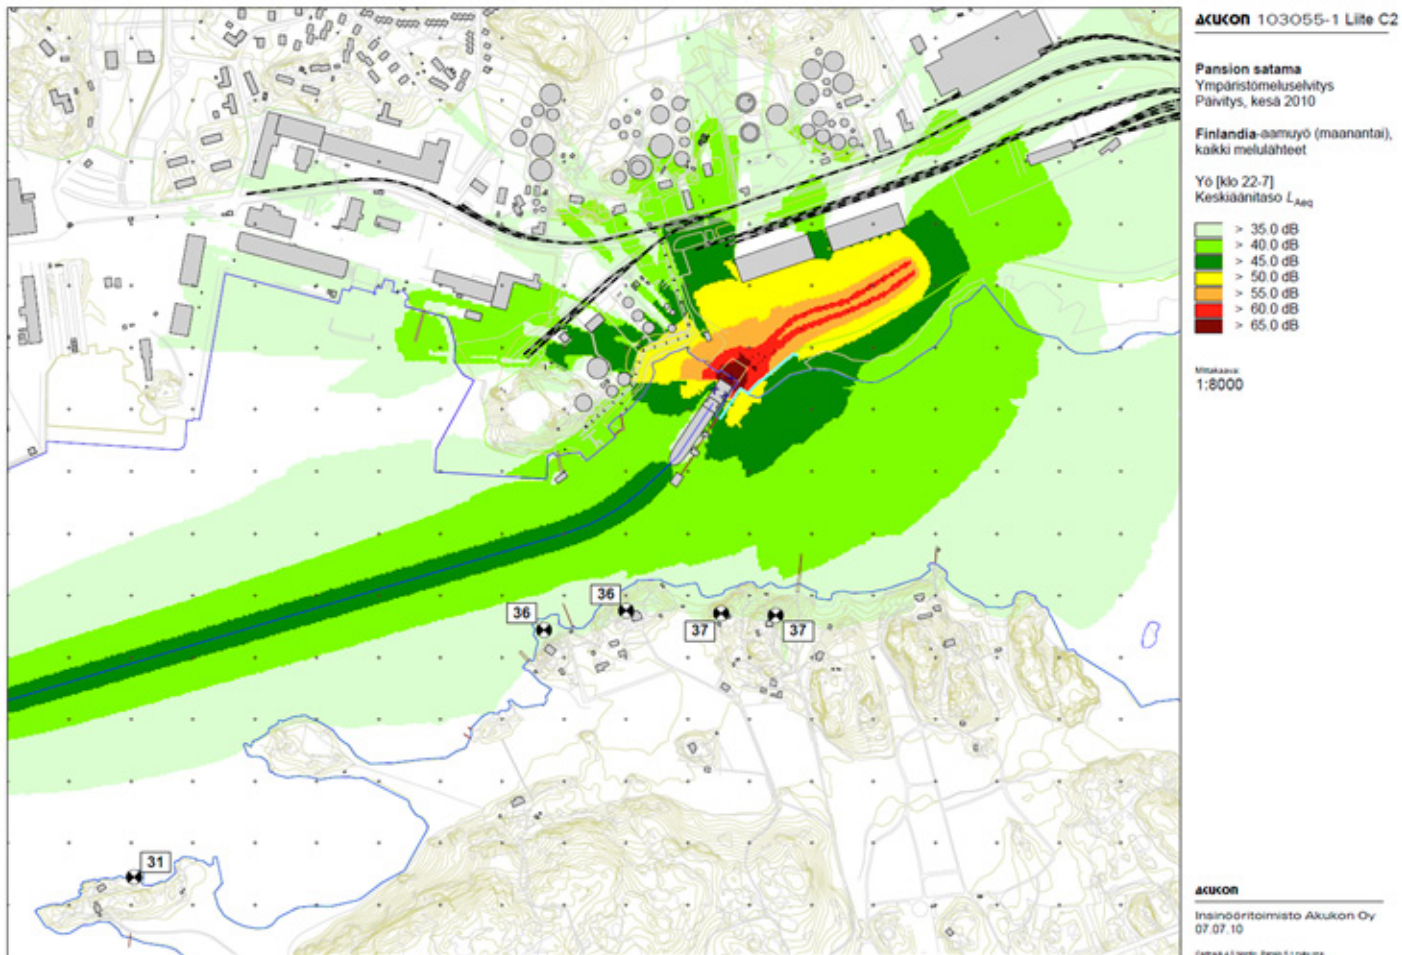 AKUKON 103055-1 Liite C2
Pansion satama
Ympäristömeluselvitys
Päivitys, kesä 2010
Finlandia-aamuyö (maanantai),
kaikki melulähteet
Yö [klo 22-7]
Keskiäänitaso LAeq
> 35.0 dB
> 40.0 dB
> 45.0 dB
> 50.0 dB
> 55.0 dB
> 60.0 dB
> 65.0 dB
Mittakaava:
1:8000
36
36
37
37
31
AKUKON
Insinööritoimisto Akukon Oy
07.07.10